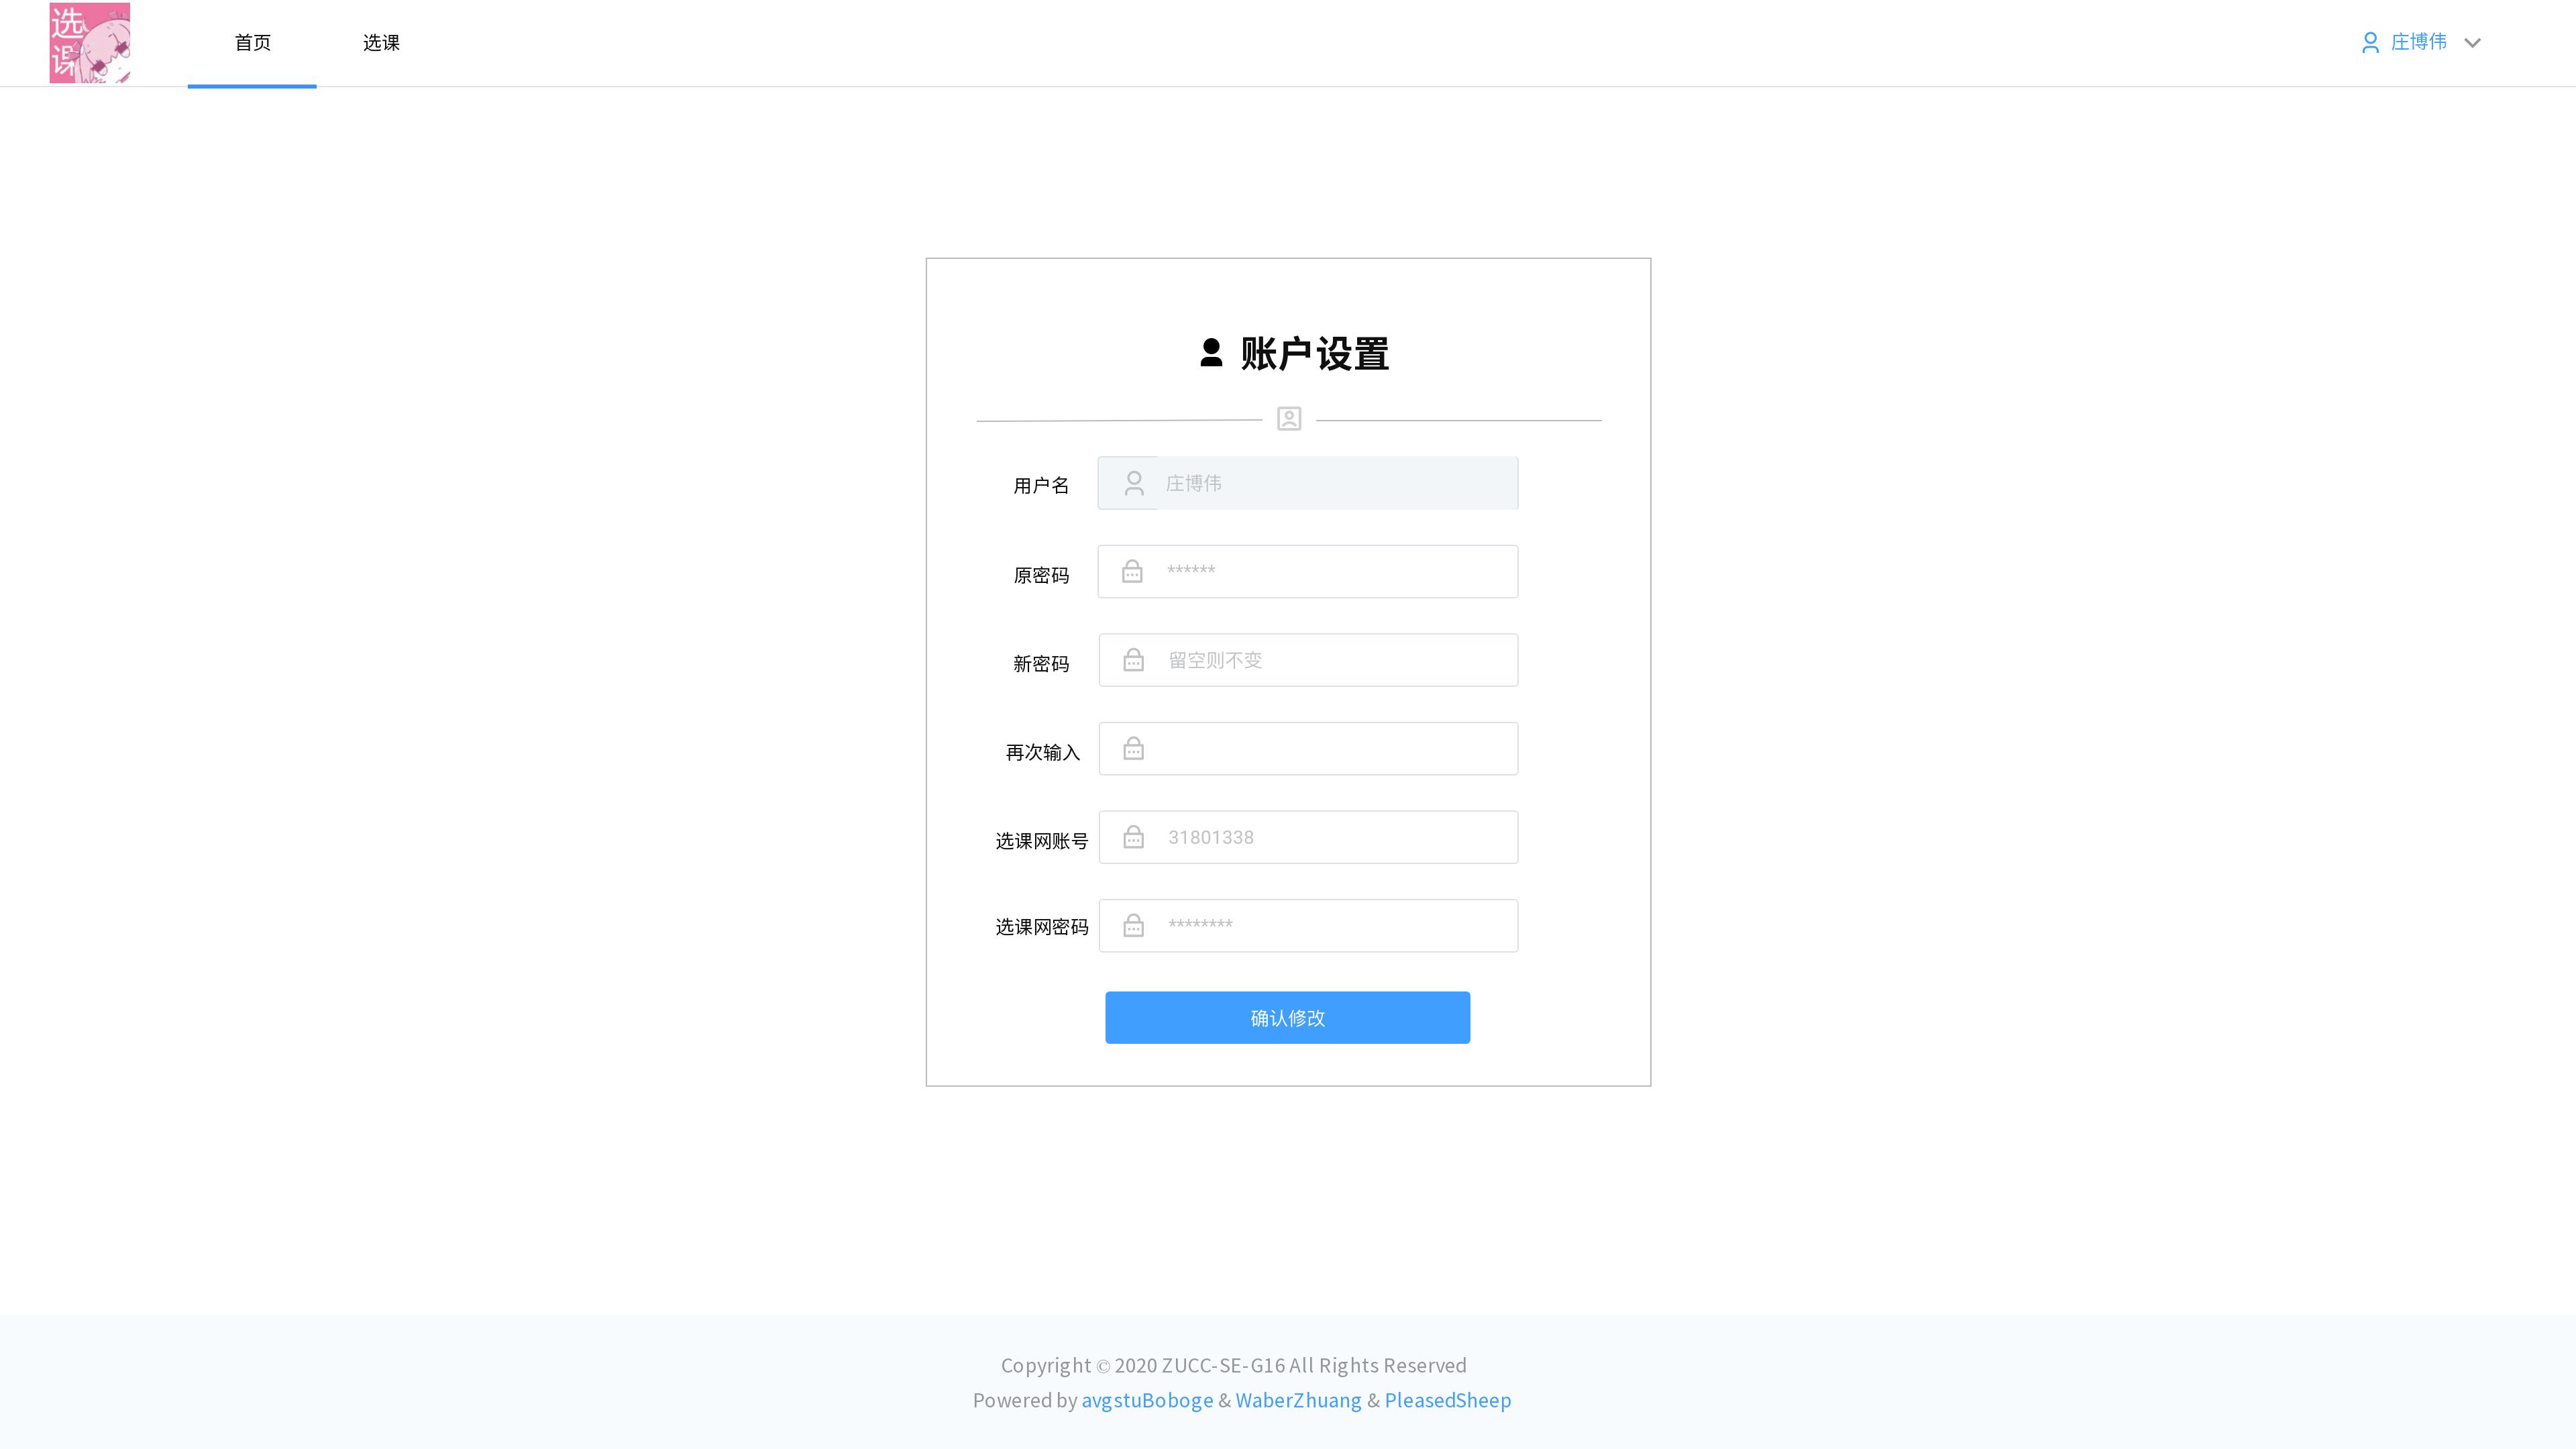 选
课
首页
选课
庄博伟
账户设置
用户名
庄博伟
原密码
******
新密码
留空则不变
再次输入
选课网账号
31801338
选课网密码
********
确认修改
Copyright © 2020 ZUCC-SE-G16 All Rights Reserved
Powered by avgstuBoboge & WaberZhuang & PleasedSheep